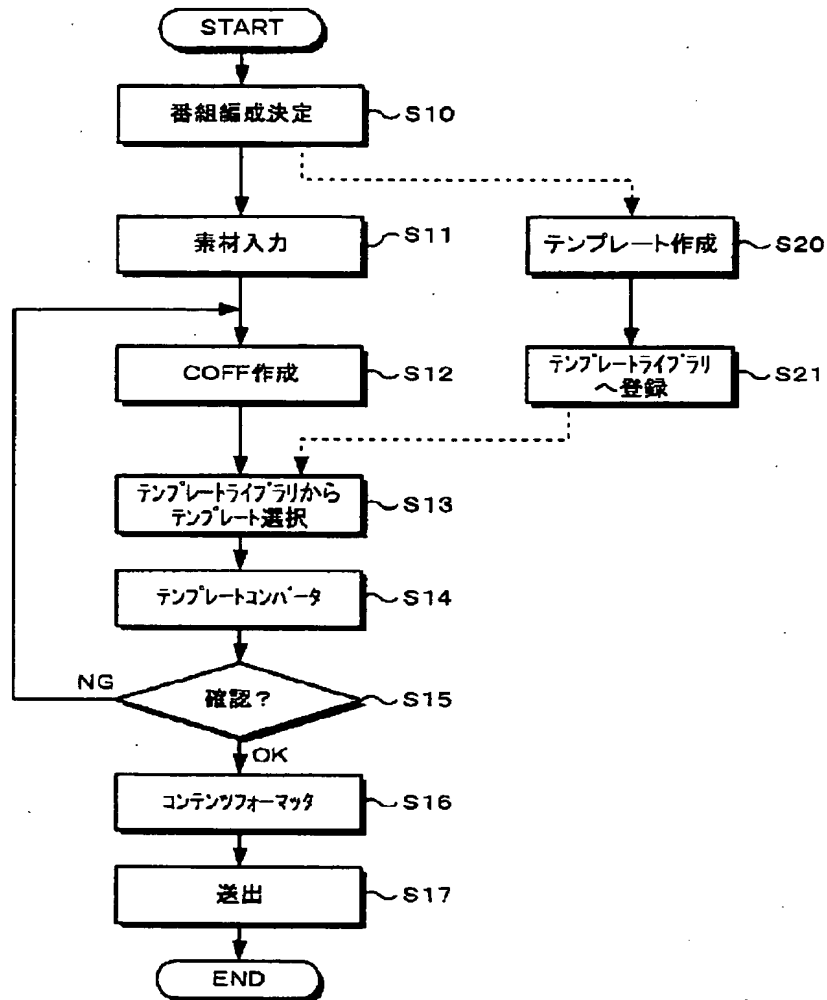 START
番組編成決定
S10
素材入力
S11
テンプレート作成
S20
COFF作成
S12
テンプレートライブラリ
へ登録
S21
テンプレートライブラリから
テンプレート選択
S13
テンプレートコンバータ
S14
NG
確認？
S15
OK
コンテンツフォーマッタ
S16
送出
S17
END